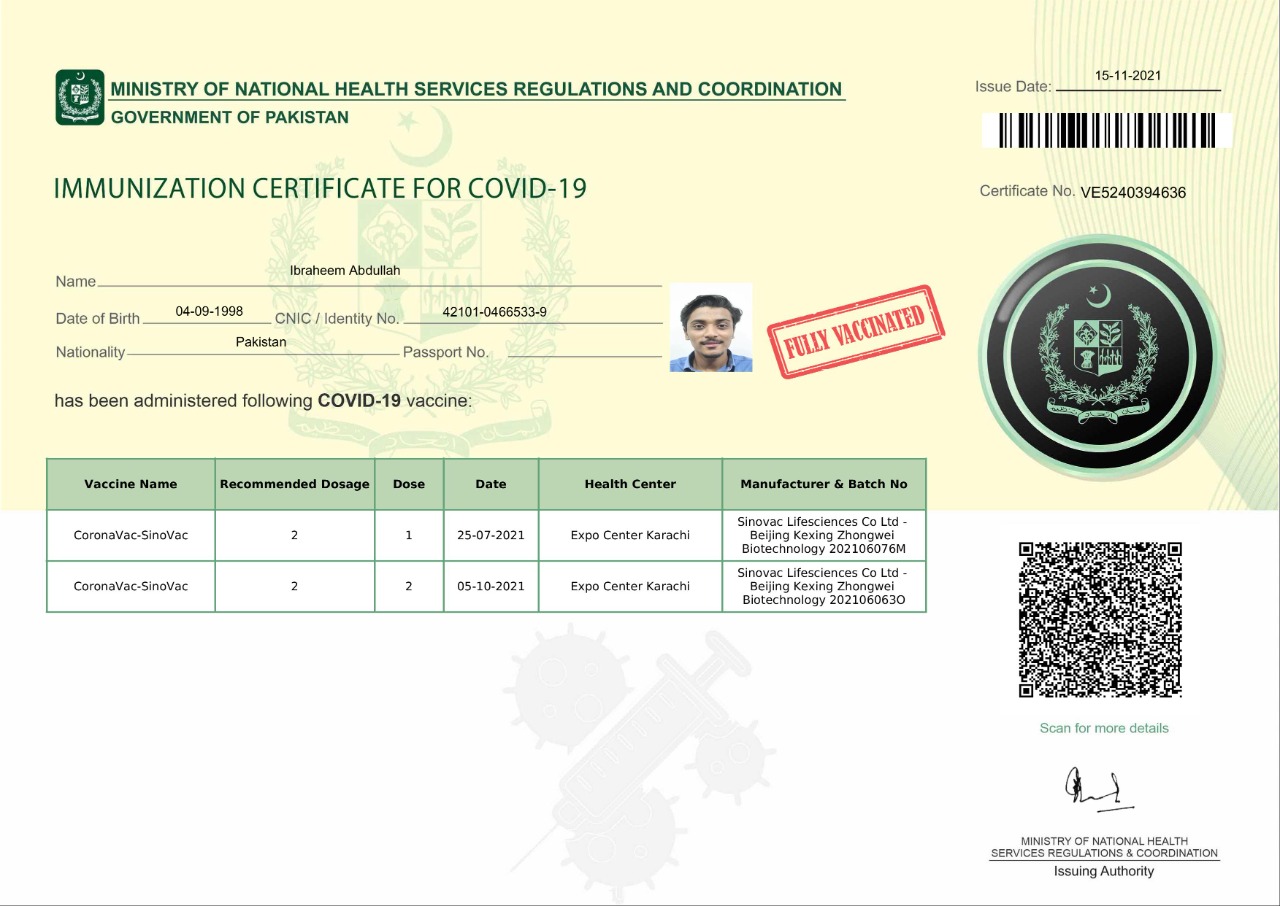 MINISTRY OF NATIONAL HEALTH SERVICES REGULATIONS AND COORDINATION
GOVERNMENT OF PAKISTAN
Issue Date: 15-11-2021
IMMUNIZATION CERTIFICATE FOR COVID-19
Certificate No. VE5240394636
Name Ibraheem Abdullah
Date of Birth 04-09-1998 CNIC / Identity No. 42101-0466533-9
Nationality Pakistan Passport No.
FULLY VACCINATED
has been administered following COVID-19 vaccine:
Vaccine Name Recommended Dosage Dose Date Health Center Manufacturer & Batch No
CoronaVac-SinoVac 2 1 25-07-2021 Expo Center Karachi Sinovac Lifesciences Co Ltd -
Beijing Kexing Zhongwei
Biotechnology 202106076M
CoronaVac-SinoVac 2 2 05-10-2021 Expo Center Karachi Sinovac Lifesciences Co Ltd -
Beijing Kexing Zhongwei
Biotechnology 202106063O
Scan for more details
MINISTRY OF NATIONAL HEALTH
SERVICES REGULATIONS & COORDINATION
Issuing Authority